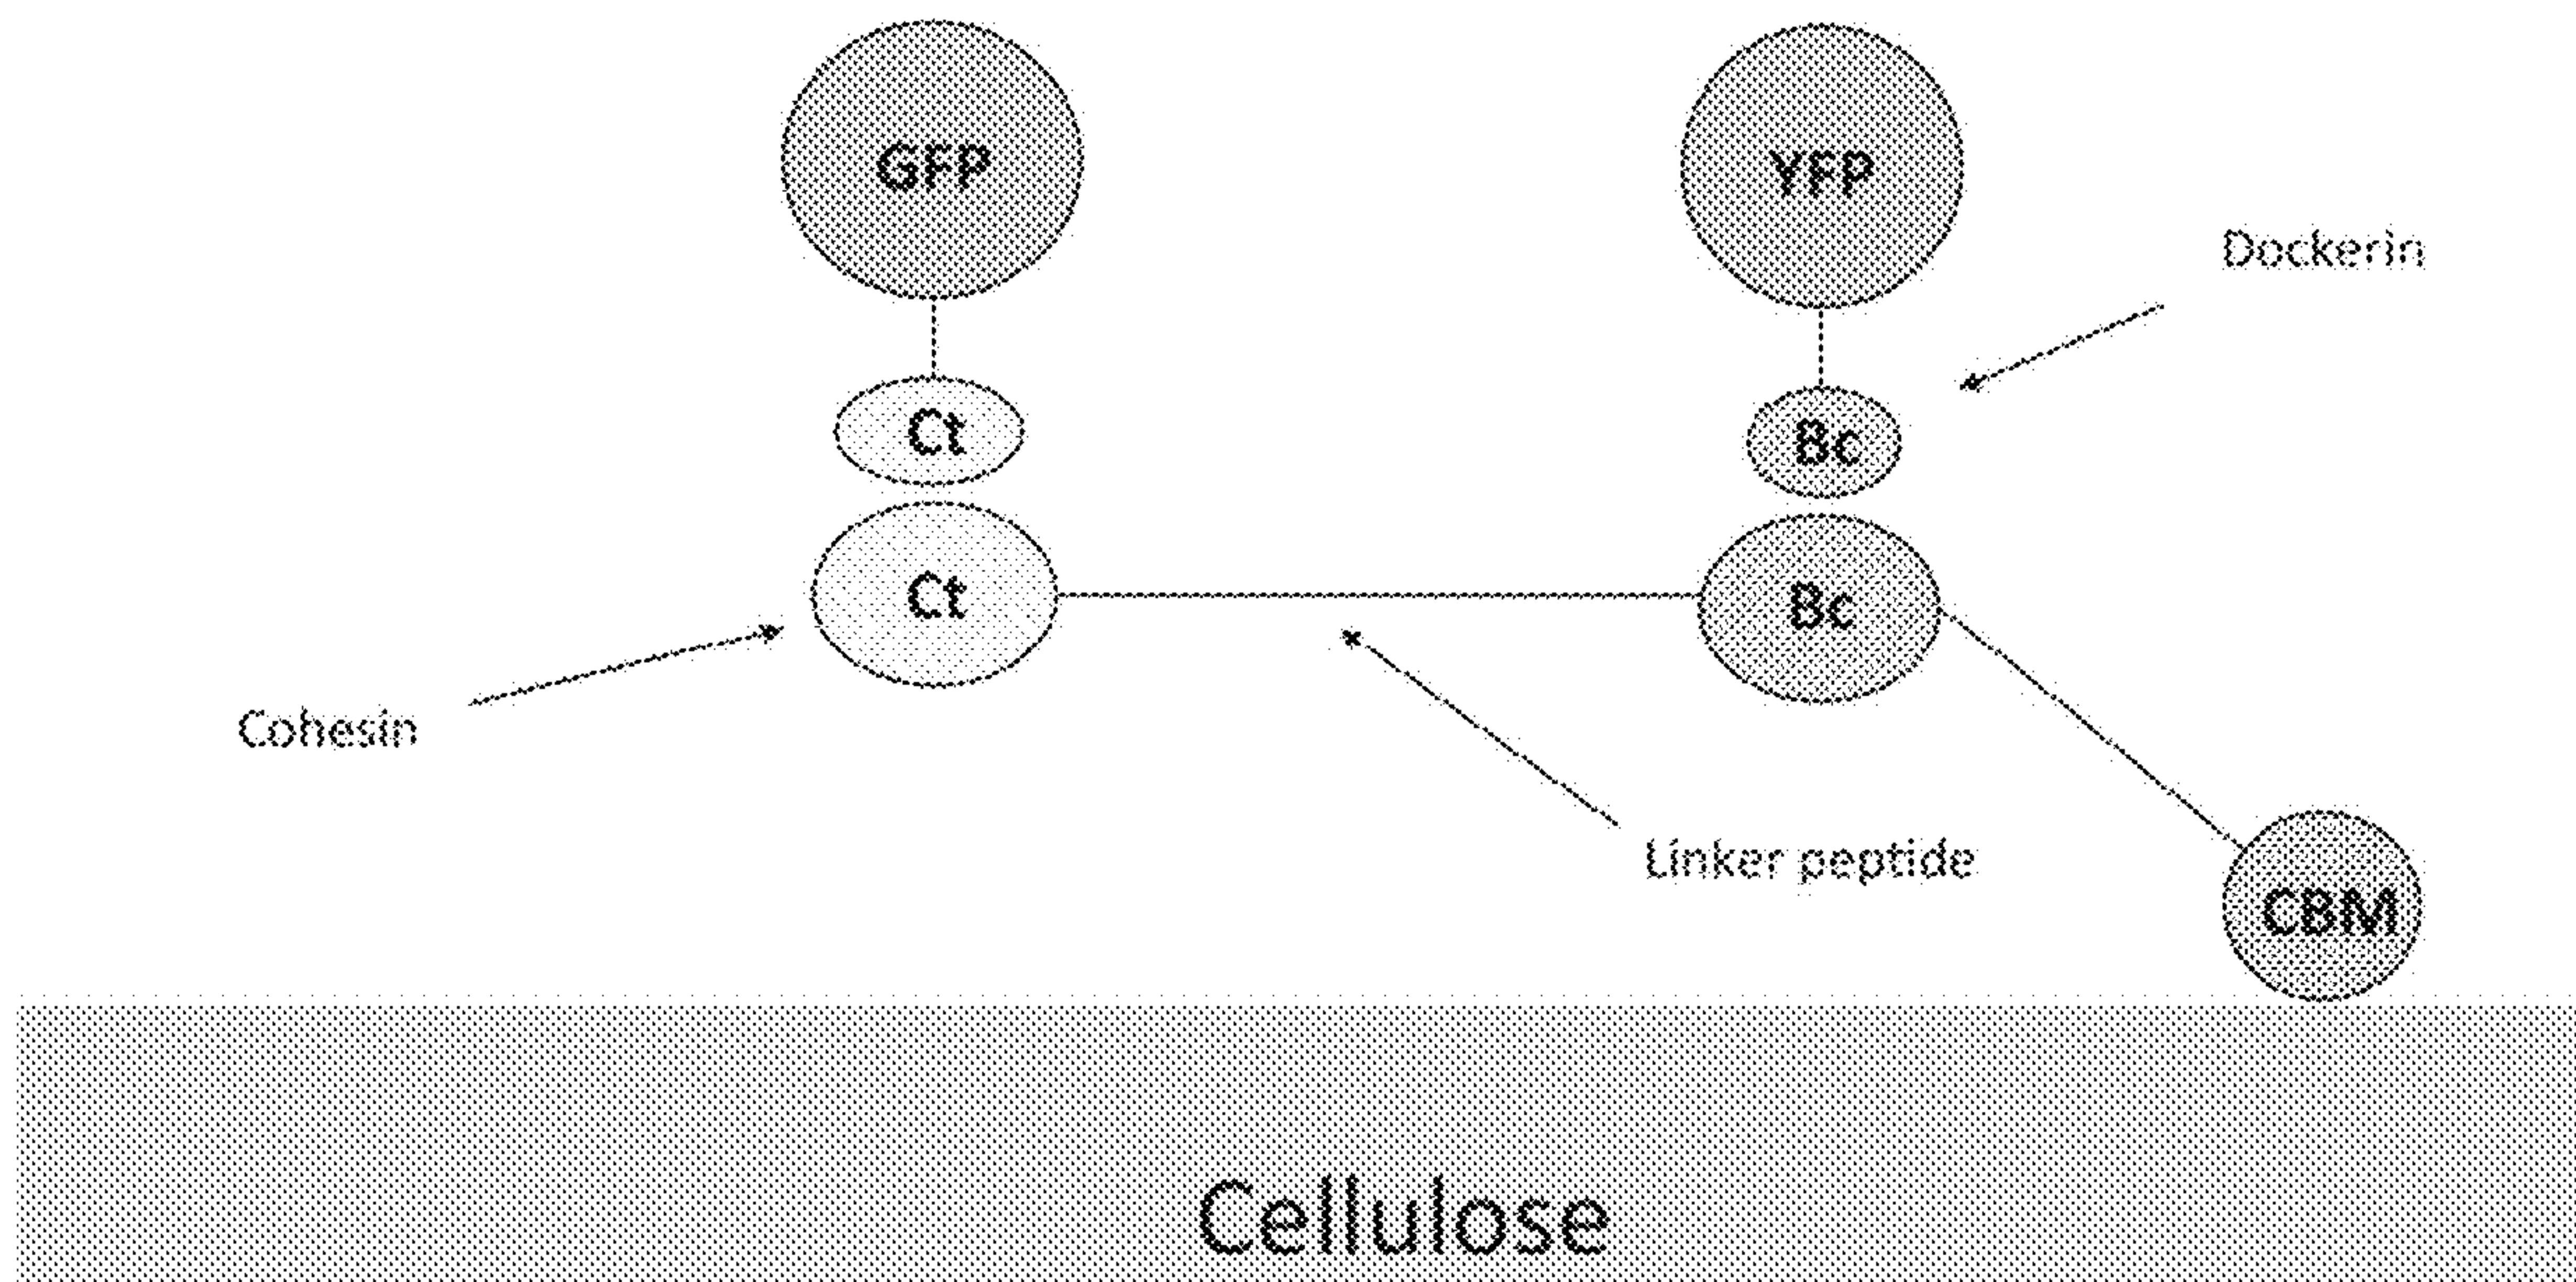 GFP
YFP
Dockerin
Ct
Bc
Ct
Bc
Cohesin
Linker peptide
CBM
Cellulose